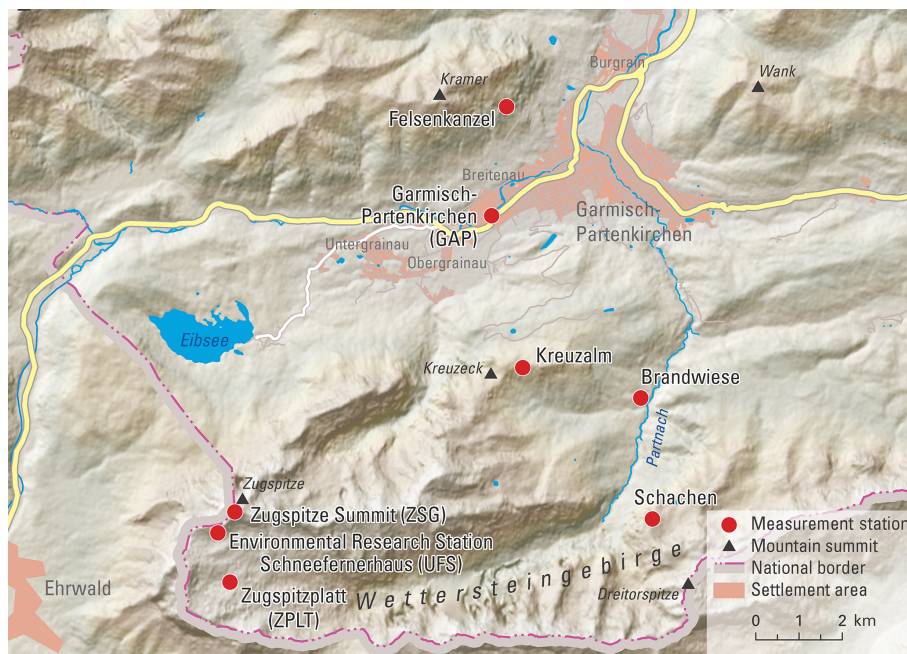 Burgrain
Kramer
Wank
Felsenkanzel
Breitenau
Garmisch-
Partenkirchen
(GAP)
Garmisch-
Partenkirchen
Untergrainau
Obergrainau
Eibsee
Kreuzeck
Kreuzalm
Brandwiese
Partnach
Zugspitze
Zugspitze Summit (ZSG)
Environmental Research Station
Schneefernerhaus (UFS)
Zugspitzplatt
(ZPLT)
Schachen
Wettersteingebirge
Dreitorspitze
Ehrwald
Measurement station
Mountain summit
National border
Settlement area
0 1 2 km